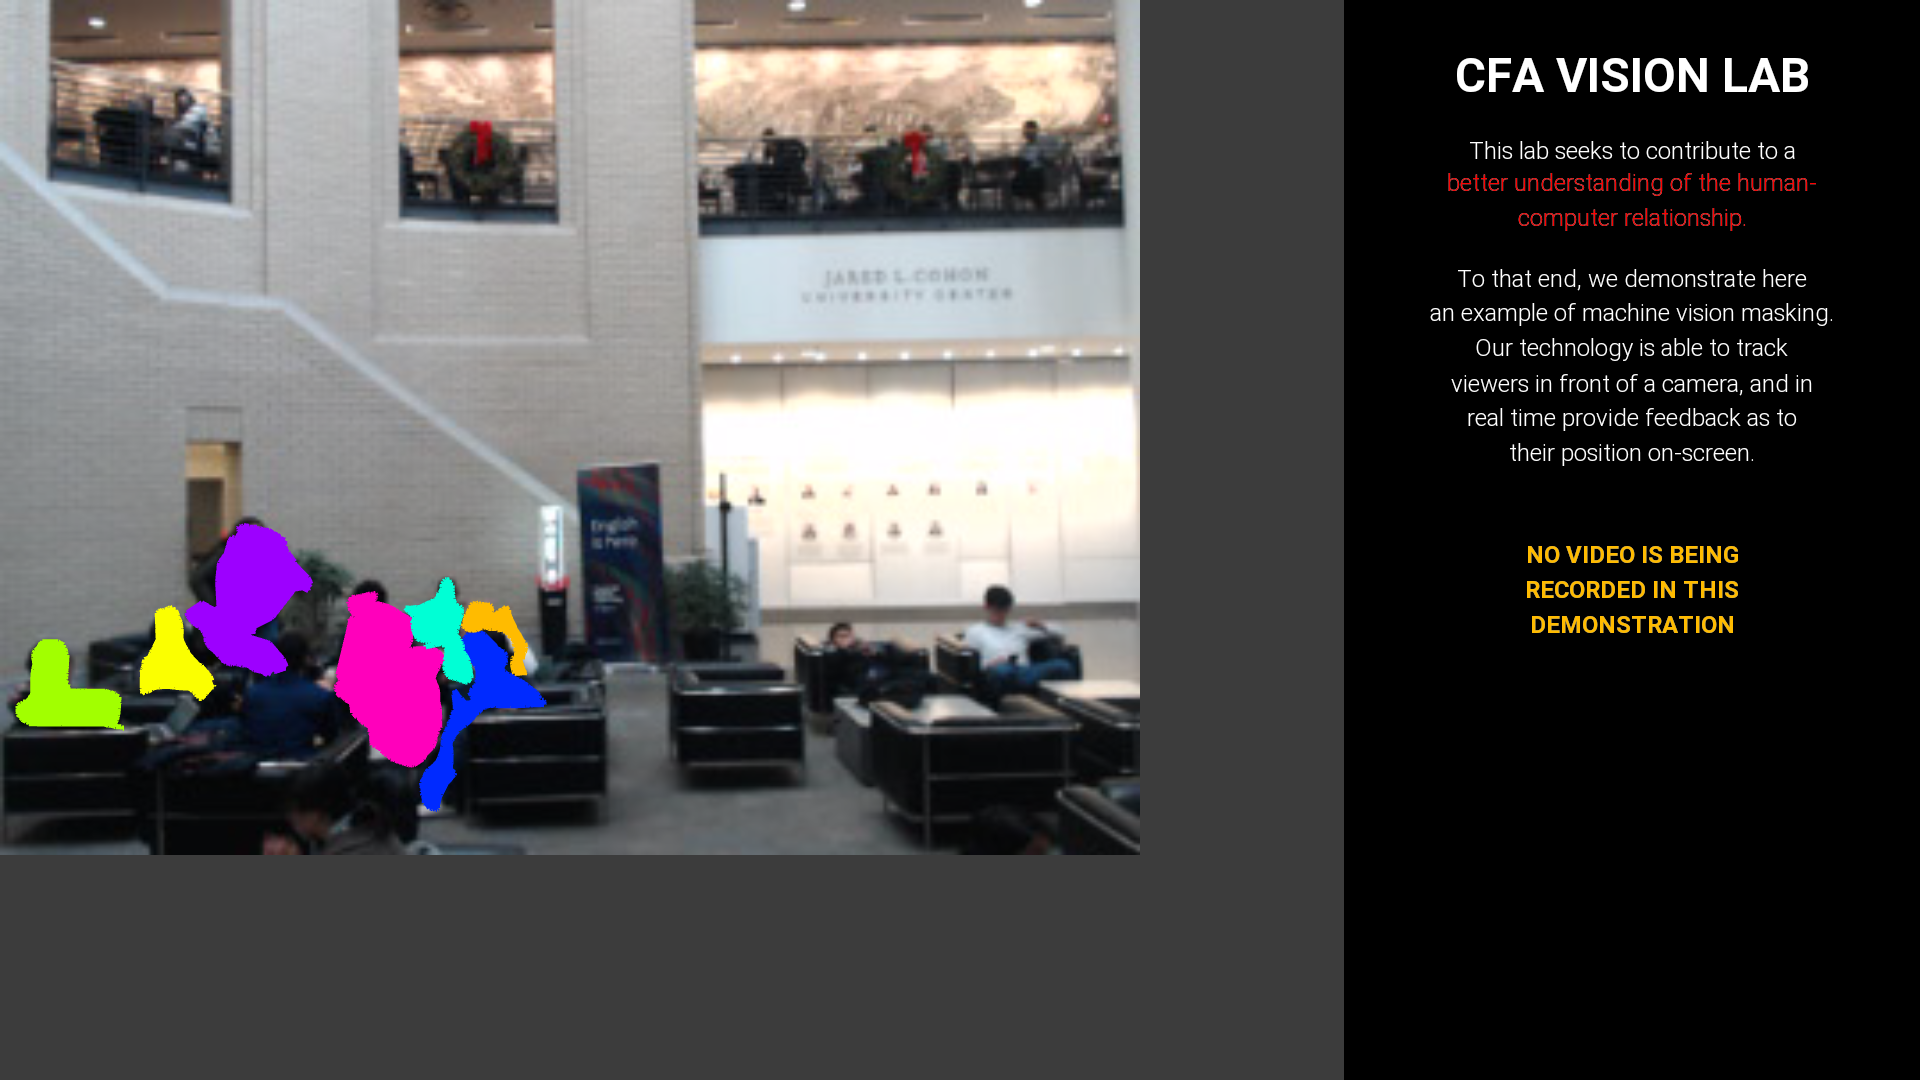 JARED L. COHON
UNIVERSITY CENTER
English
is here
CFA VISION LAB
This lab seeks to contribute to a
better understanding of the human-
computer relationship.
To that end, we demonstrate here
an example of machine vision masking.
Our technology is able to track
viewers in front of a camera, and in
real time provide feedback as to
their position on-screen.
NO VIDEO IS BEING
RECORDED IN THIS
DEMONSTRATION